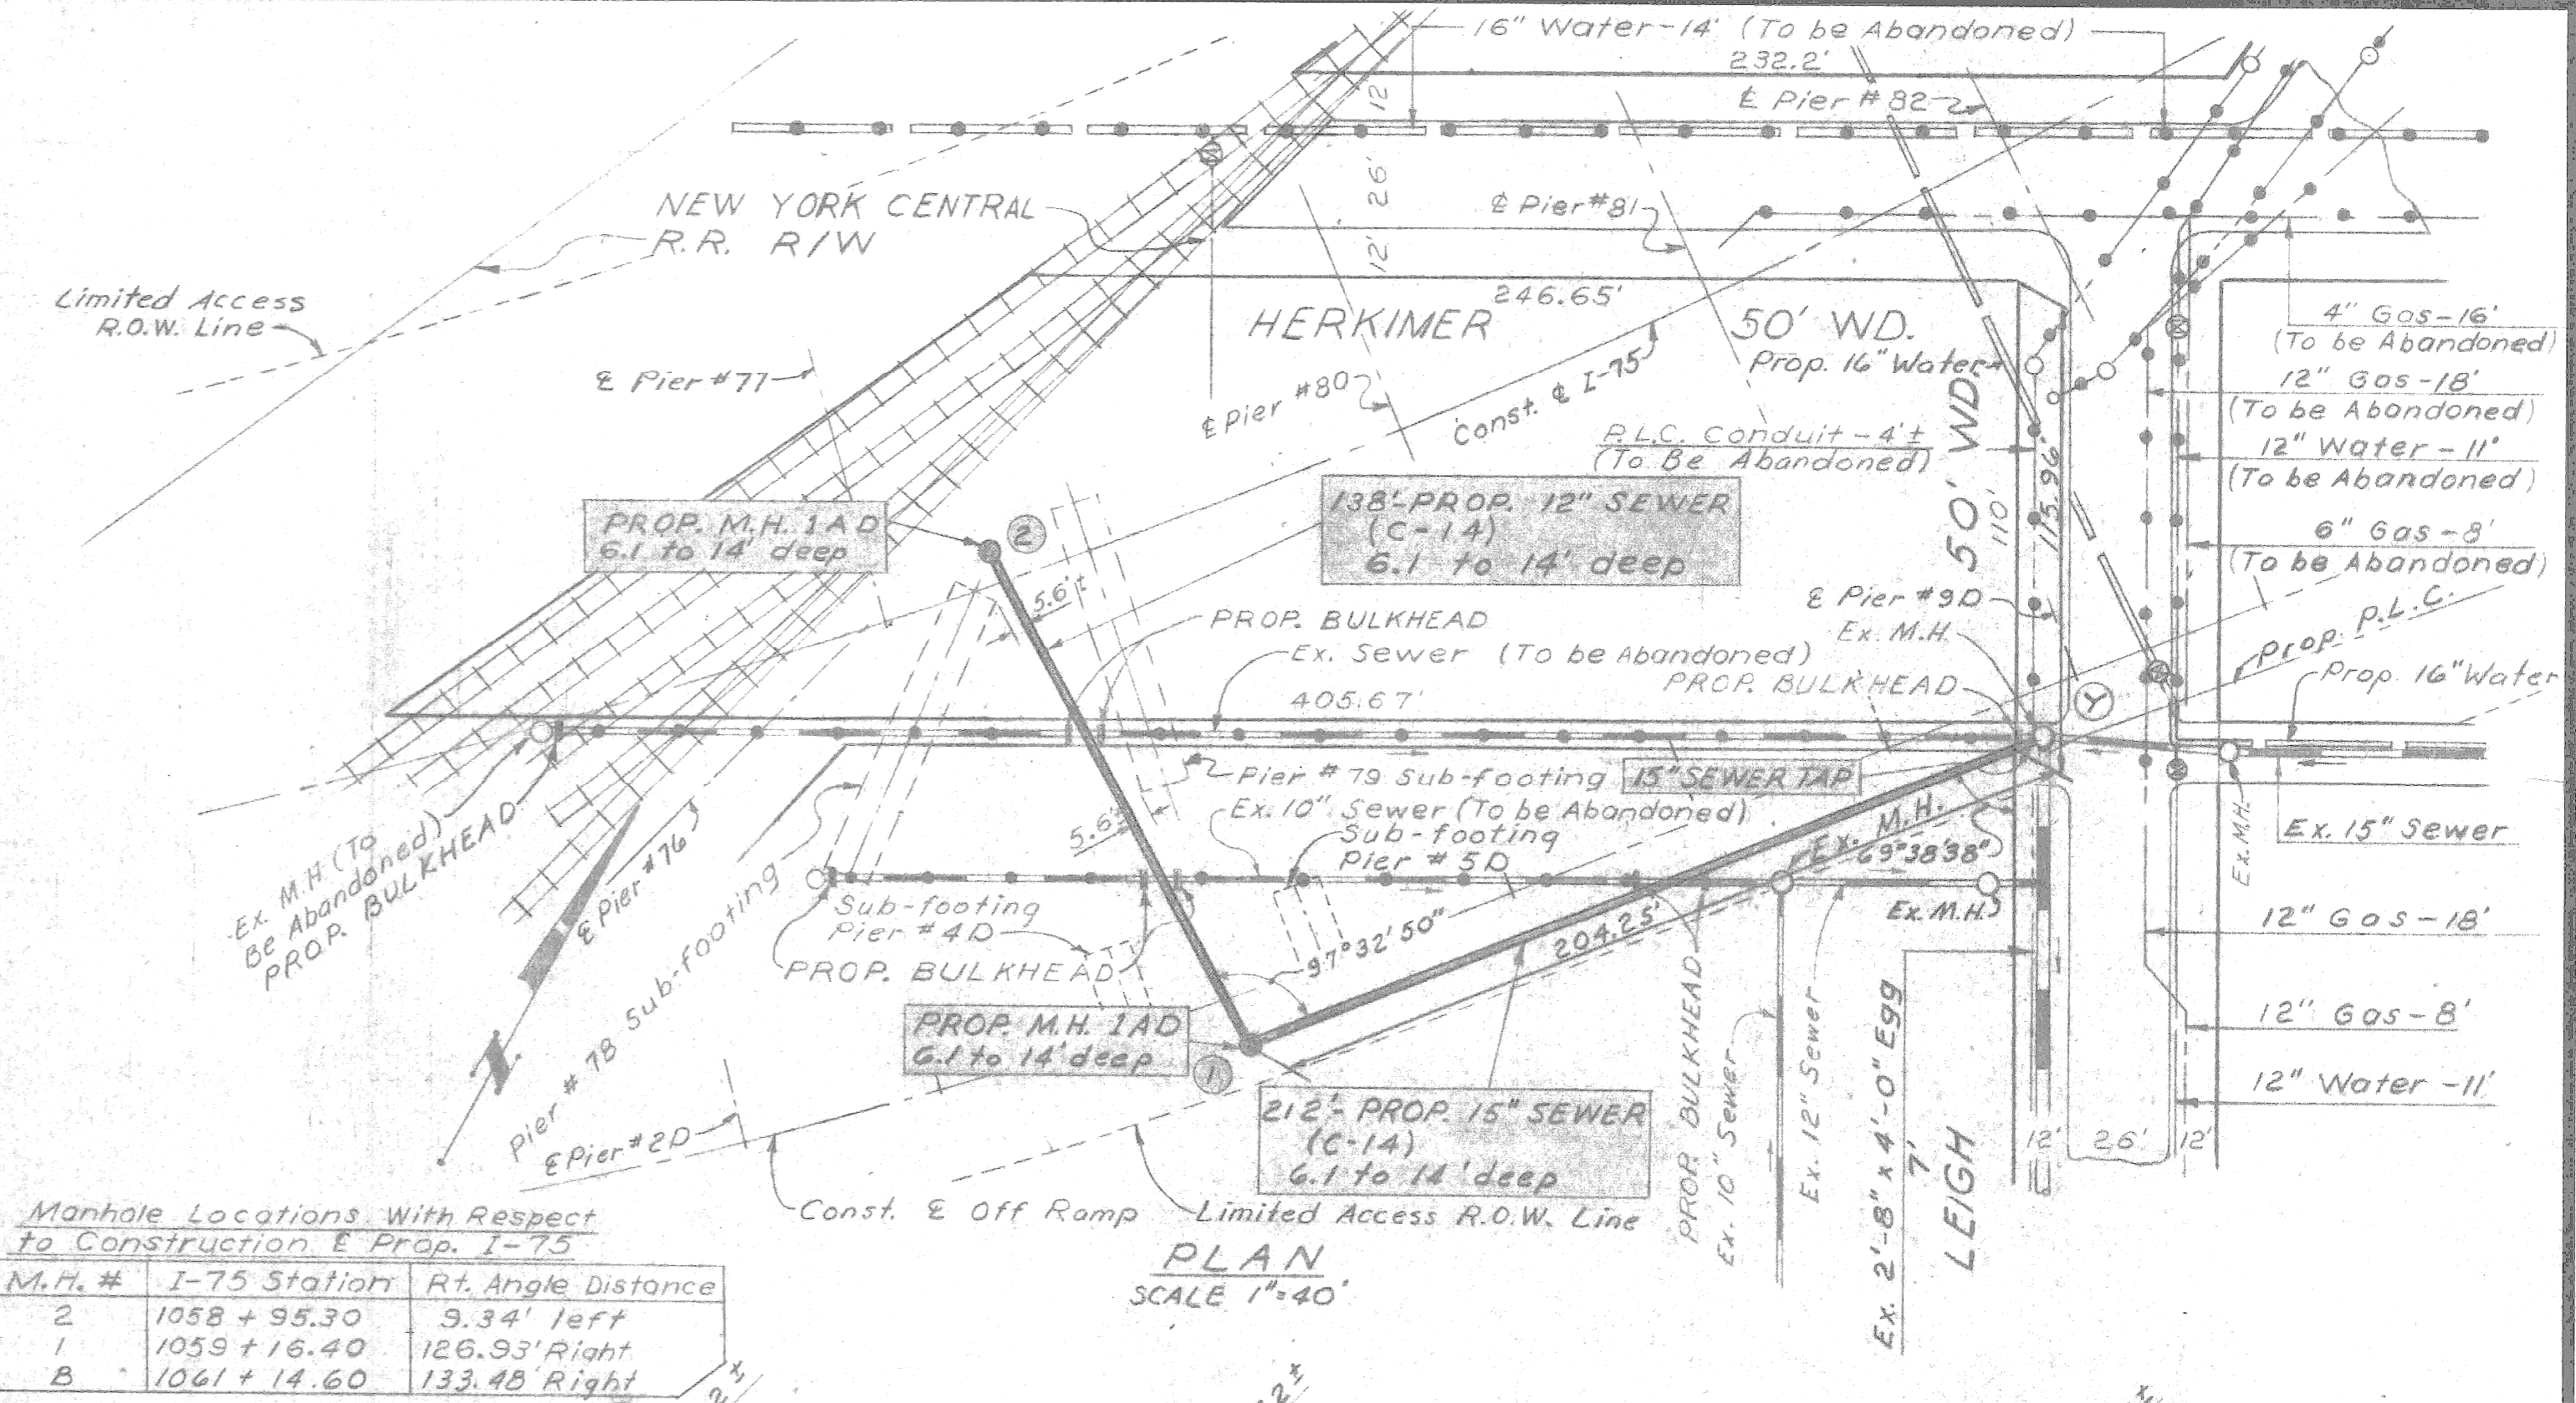 16" Water-14' (To be Abandoned)
232.2'
℄ Pier #82
12'
26'
12'
NEW YORK CENTRAL
R.R. R/W
℄ Pier #81
Limited Access
R.O.W. Line
246.65'
HERKIMER 50' WD.
Prop. 16" Water
4" Gas-16'
(To be Abandoned)
℄ Pier #77
℄ Pier #80
Const. ℄ I-75
12" Gas-18'
(To be Abandoned)
P.L.C. Conduit-4'±
(To Be Abandoned)
50' WD.
110'
115.96'
12" Water-11'
(To be Abandoned)
PROP. M.H. 1AD
6.1 to 14' deep
2
138'-PROP. 12" SEWER
(C-14)
6.1 to 14' deep
6" Gas-8'
(To be Abandoned)
5.6'±
℄ Pier #9D
Ex. M.H.
PROP. BULKHEAD
Ex. Sewer (To be Abandoned)
PROP. BULKHEAD
405.67'
Y
Prop. P.L.C.
Prop. 16" Water
Pier #79 Sub-footing
15" SEWER TAP
Ex. 10" Sewer (To be Abandoned)
5.6'±
Sub-footing
Pier #5D
Ex. M.H.
69°38'38"
Ex. M.H.
Ex. 15" Sewer
Ex. M.H. (To
Be Abandoned)
PROP. BULKHEAD
℄ Pier #76
Pier #78 Sub-footing
Sub-footing
Pier #4D
PROP. BULKHEAD
97°32'50"
204.25'
Ex. M.H.
12" Gas-18'
PROP. M.H. 1AD
6.1 to 14' deep
1
12" Gas-8'
℄ Pier #2D
212'-PROP. 15" SEWER
(C-14)
6.1 to 14' deep
PROP. BULKHEAD
Ex. 10" Sewer
Ex. 12" Sewer
Ex. 2'-8" x 4'-0" Egg
7'
LEIGH
12" Water-11'
12' 26' 12'
Const. ℄ Off Ramp
Limited Access R.O.W. Line
PLAN
SCALE 1"=40'
Manhole Locations With Respect
to Construction ℄ Prop. I-75
M.H. # I-75 Station Rt. Angle Distance
2 1058+95.30 9.34' left
1 1059+16.40 126.93' Right
B 1061+14.60 133.48' Right